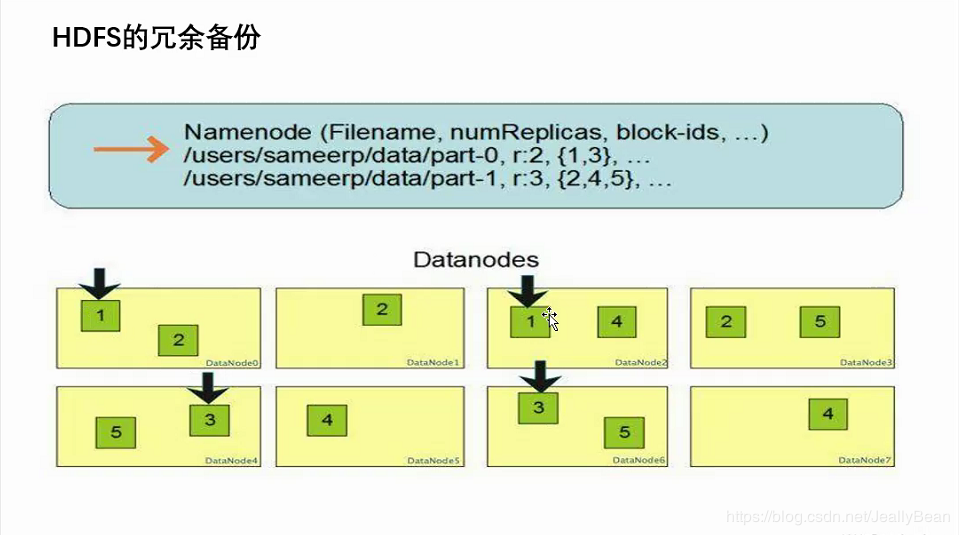 HDFS的冗余备份
Namenode (Filename, numReplicas, block-ids, …)
/users/sameerp/data/part-0, r:2, {1,3}, …
/users/sameerp/data/part-1, r:3, {2,4,5}, …
Datanodes
1
2
DataNode0
2
DataNode1
1
4
DataNode2
2
5
DataNode3
5
3
DataNode4
4
DataNode5
3
5
DataNode6
4
DataNode7
https://blog.csdn.net/JeallyBean